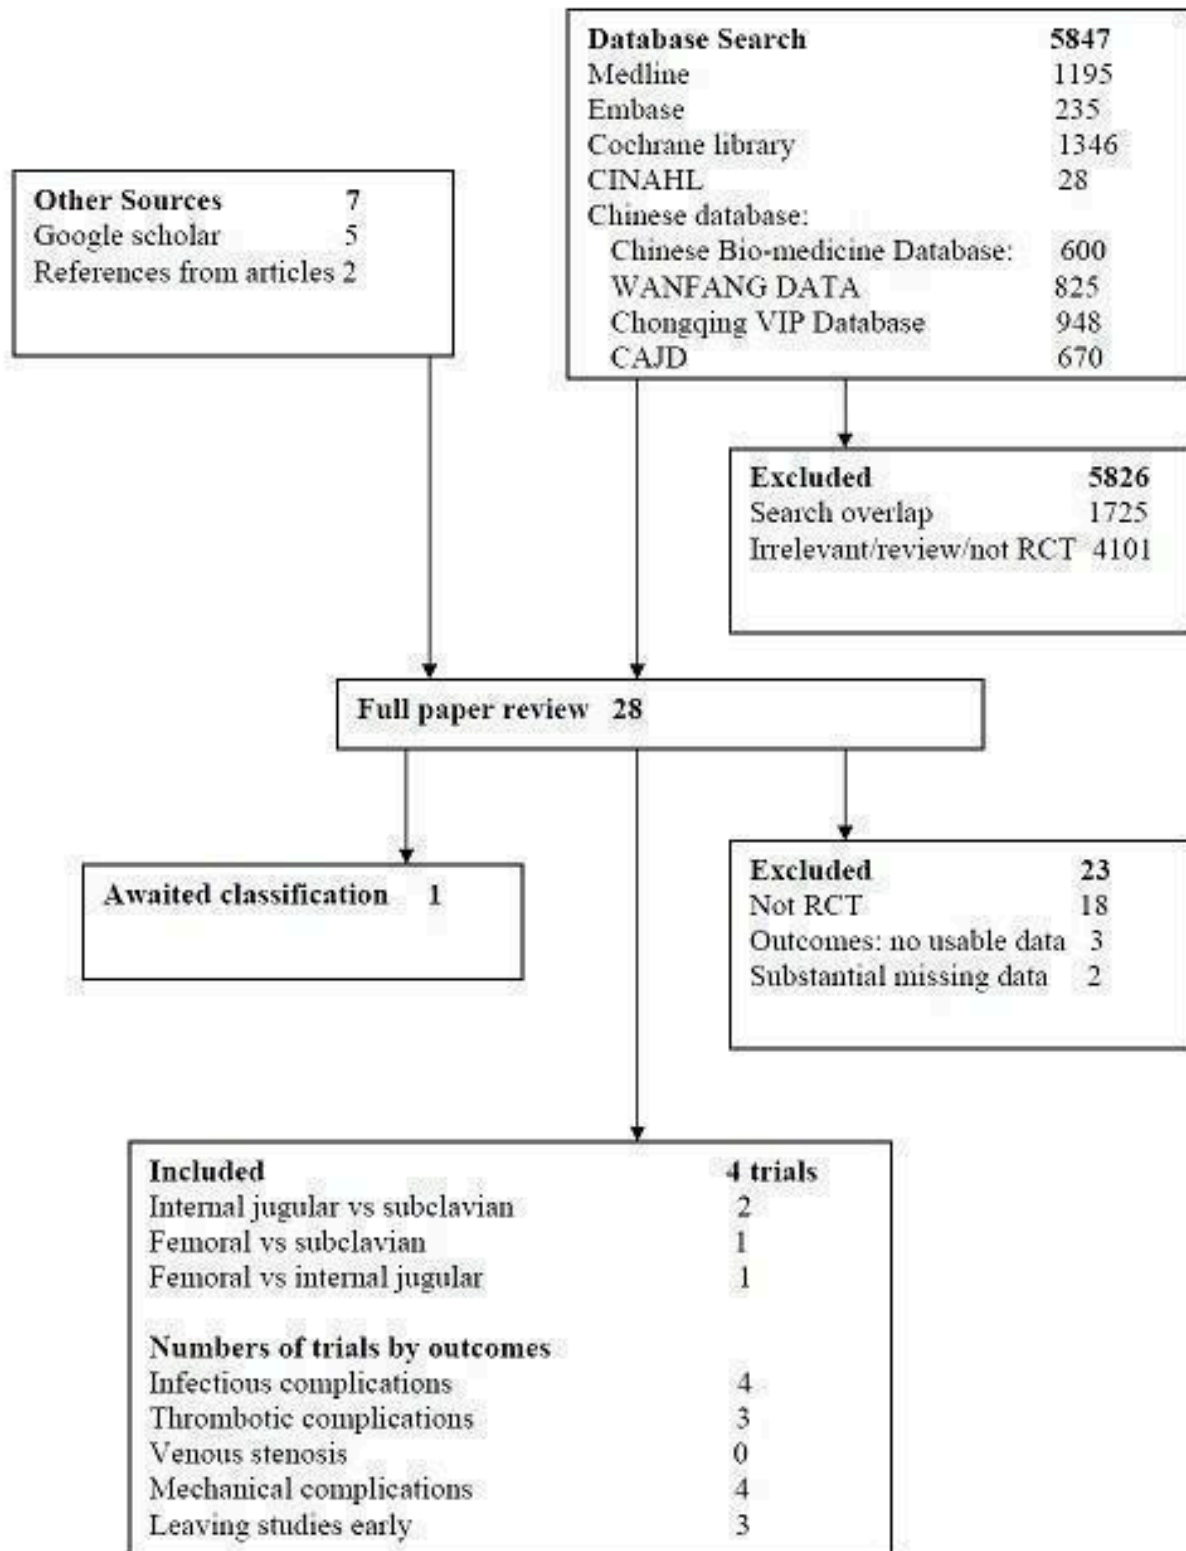 Database Search 5847
Medline 1195
Embase 235
Cochrane library 1346
CINAHL 28
Chinese database:
Chinese Bio-medicine Database: 600
WANFANG DATA 825
Chongqing VIP Database 948
CAJD 670
Other Sources 7
Google scholar 5
References from articles 2
Excluded 5826
Search overlap 1725
Irrelevant/review/not RCT 4101
Full paper review 28
Awaited classification 1
Excluded 23
Not RCT 18
Outcomes: no usable data 3
Substantial missing data 2
Included 4 trials
Internal jugular vs subclavian 2
Femoral vs subclavian 1
Femoral vs internal jugular 1
Numbers of trials by outcomes
Infectious complications 4
Thrombotic complications 3
Venous stenosis 0
Mechanical complications 4
Leaving studies early 3